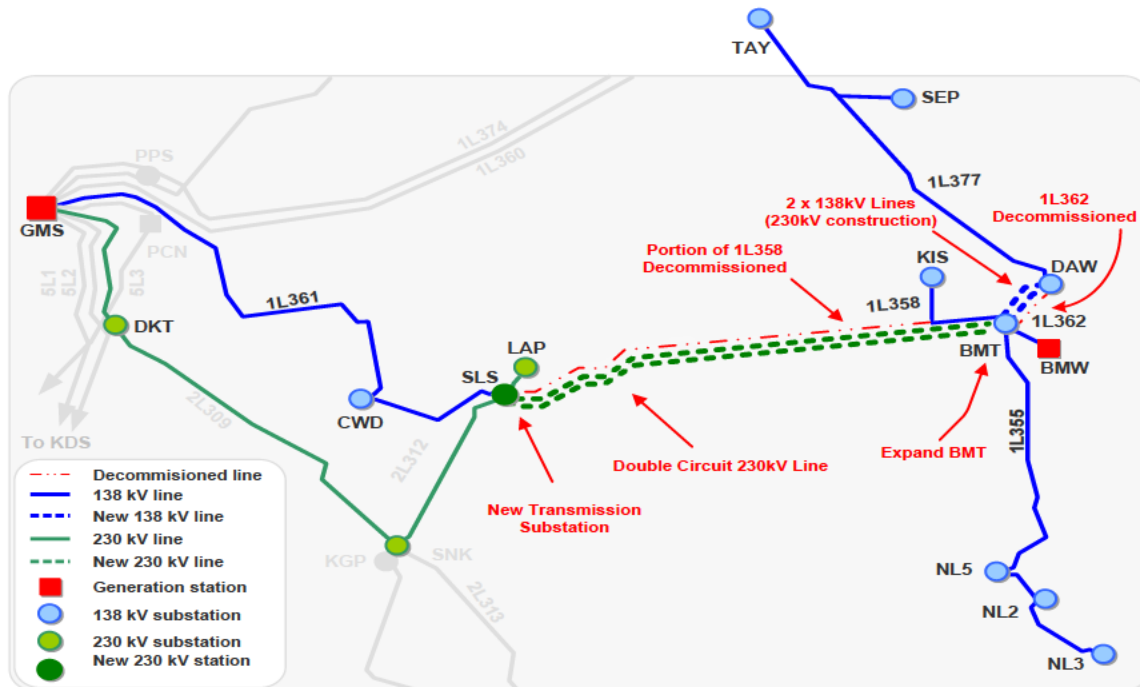 TAY
SEP
1L374
1L360
PPS
1L377
2 x 138kV Lines
(230kV construction)
1L362
Decommissioned
GMS
PCN
Portion of 1L358
Decommissioned
KIS
DAW
5L1
5L2
5L3
1L361
1L358
1L362
DKT
LAP
BMT
BMW
SLS
CWD
2L309
2L312
1L355
To KDS
Double Circuit 230kV Line
Expand BMT
New Transmission
Substation
KGP
SNK
2L313
NL5
NL2
NL3
Decommisioned line
138 kV line
New 138 kV line
230 kV line
New 230 kV line
Generation station
138 kV substation
230 kV substation
New 230 kV station